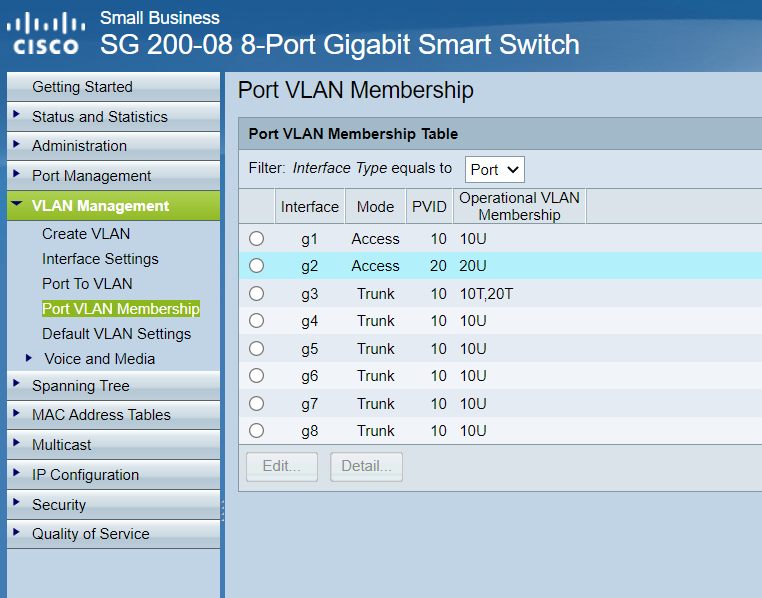 Small Business
CISCO
SG 200-08 8-Port Gigabit Smart Switch
Getting Started
Status and Statistics
Administration
Port Management
VLAN Management
Create VLAN
Interface Settings
Port To VLAN
Port VLAN Membership
Default VLAN Settings
Voice and Media
Spanning Tree
MAC Address Tables
Multicast
IP Configuration
Security
Quality of Service
Port VLAN Membership
Port VLAN Membership Table
Filter: Interface Type equals to Port
Interface Mode PVID Operational VLAN Membership
g1 Access 10 10U
g2 Access 20 20U
g3 Trunk 10 10T,20T
g4 Trunk 10 10U
g5 Trunk 10 10U
g6 Trunk 10 10U
g7 Trunk 10 10U
g8 Trunk 10 10U
Edit... Detail...